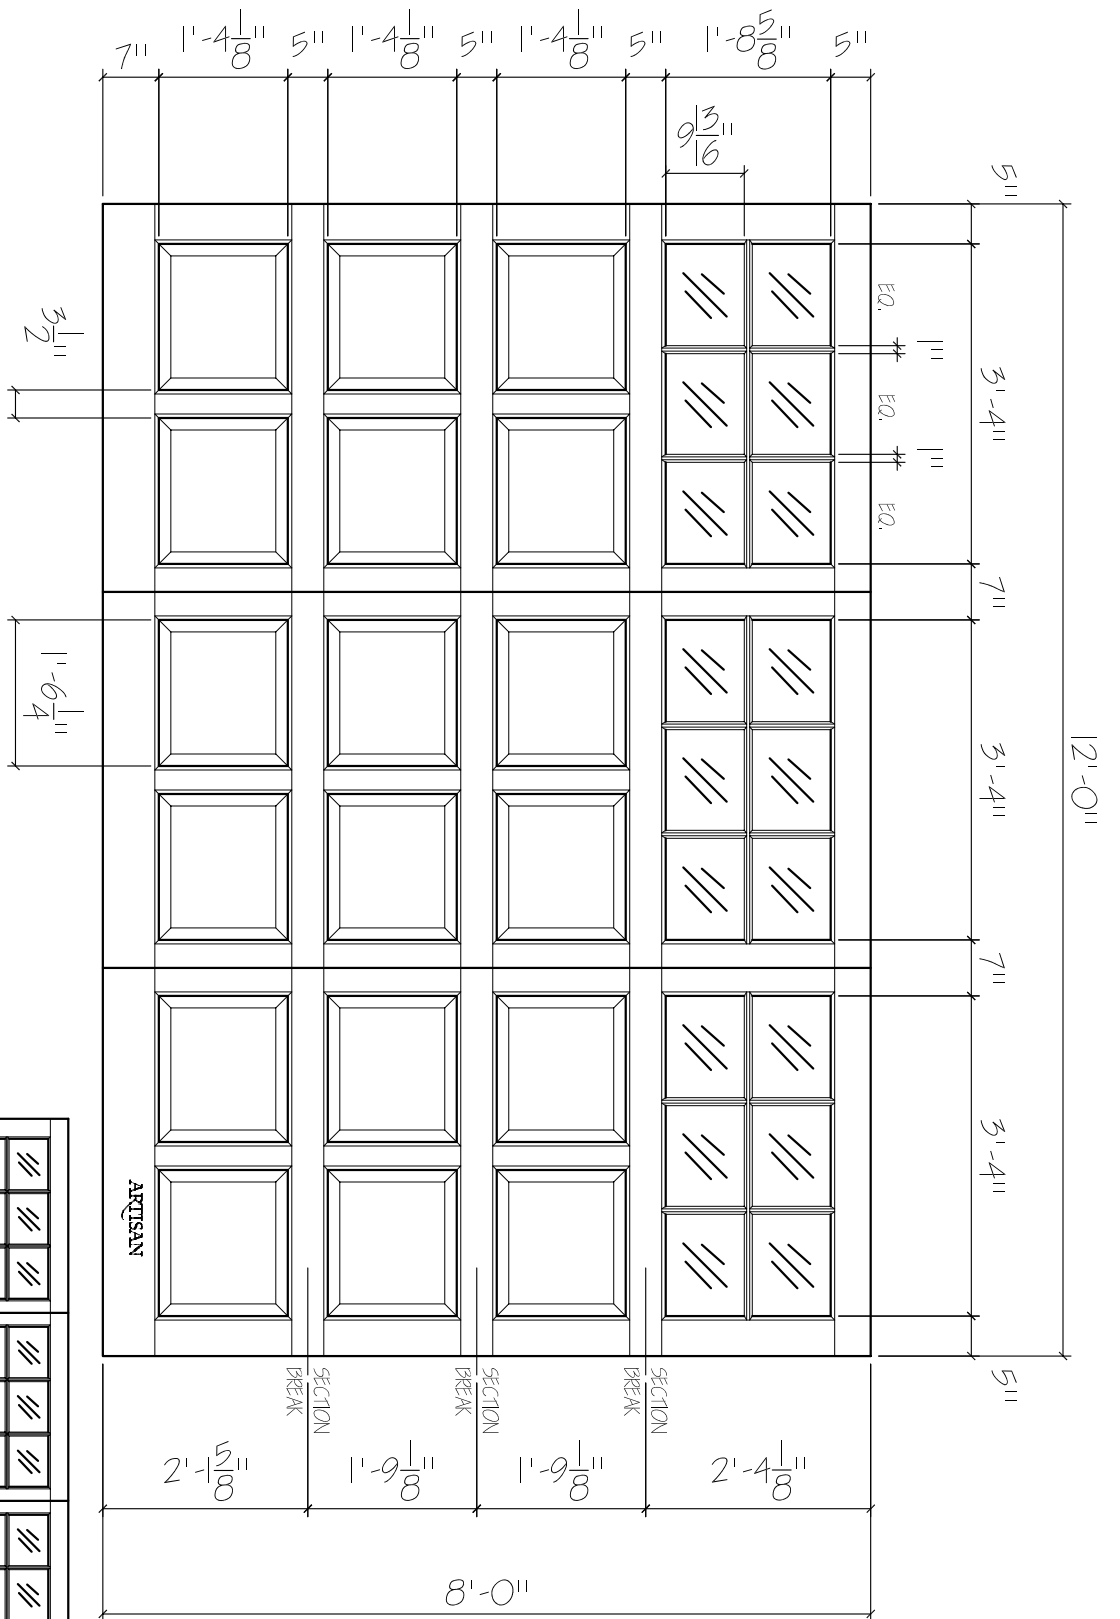 7" 1'-4 1/8" 5" 1'-4 1/8" 5" 1'-4 1/8" 5" 1'-8 5/8" 5"
9 13/16"
12'-0"
5" 3'-4" 7" 3'-4" 7" 3'-4" 5"
1" 1"
EQ. EQ. EQ.
3 1/2" 1'-6 1/4"
ARTISAN
SECTION
BREAK
SECTION
BREAK
SECTION
BREAK
2'-1 5/8" 1'-9 1/8" 1'-9 1/8" 2'-4 1/8"
8'-0"